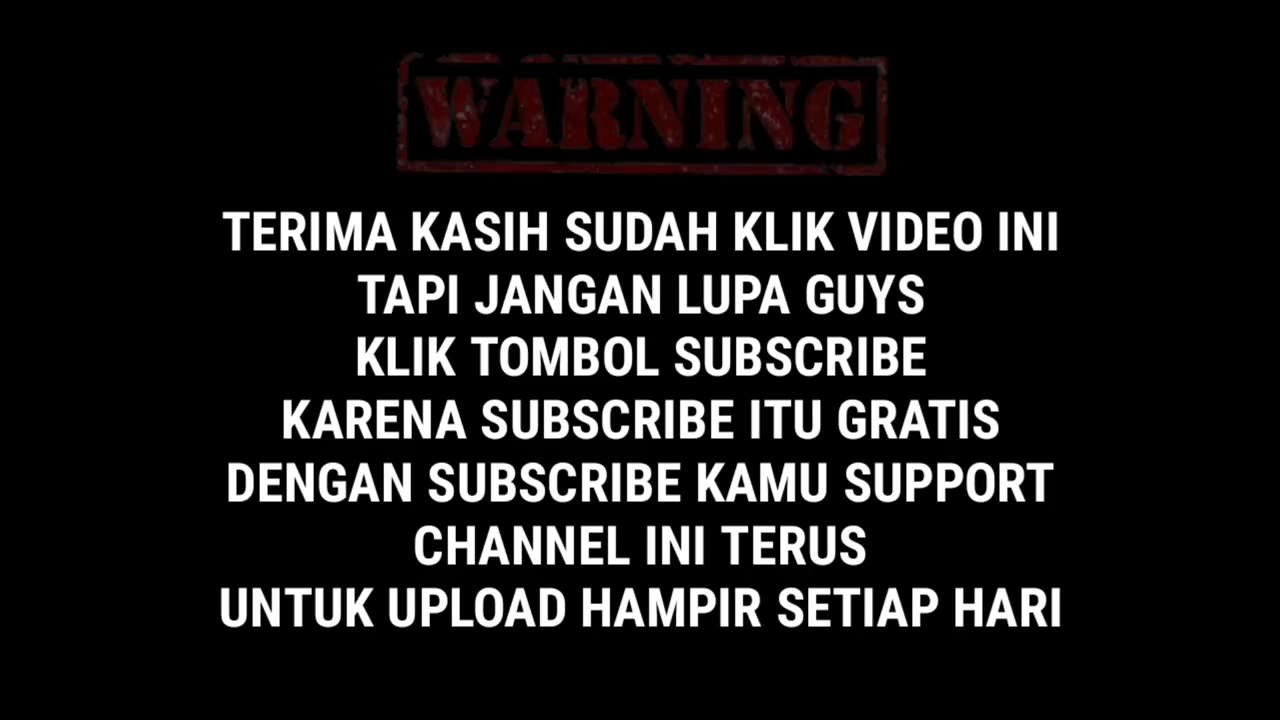 WARNING
TERIMA KASIH SUDAH KLIK VIDEO INI
TAPI JANGAN LUPA GUYS
KLIK TOMBOL SUBSCRIBE
KARENA SUBSCRIBE ITU GRATIS
DENGAN SUBSCRIBE KAMU SUPPORT
CHANNEL INI TERUS
UNTUK UPLOAD HAMPIR SETIAP HARI